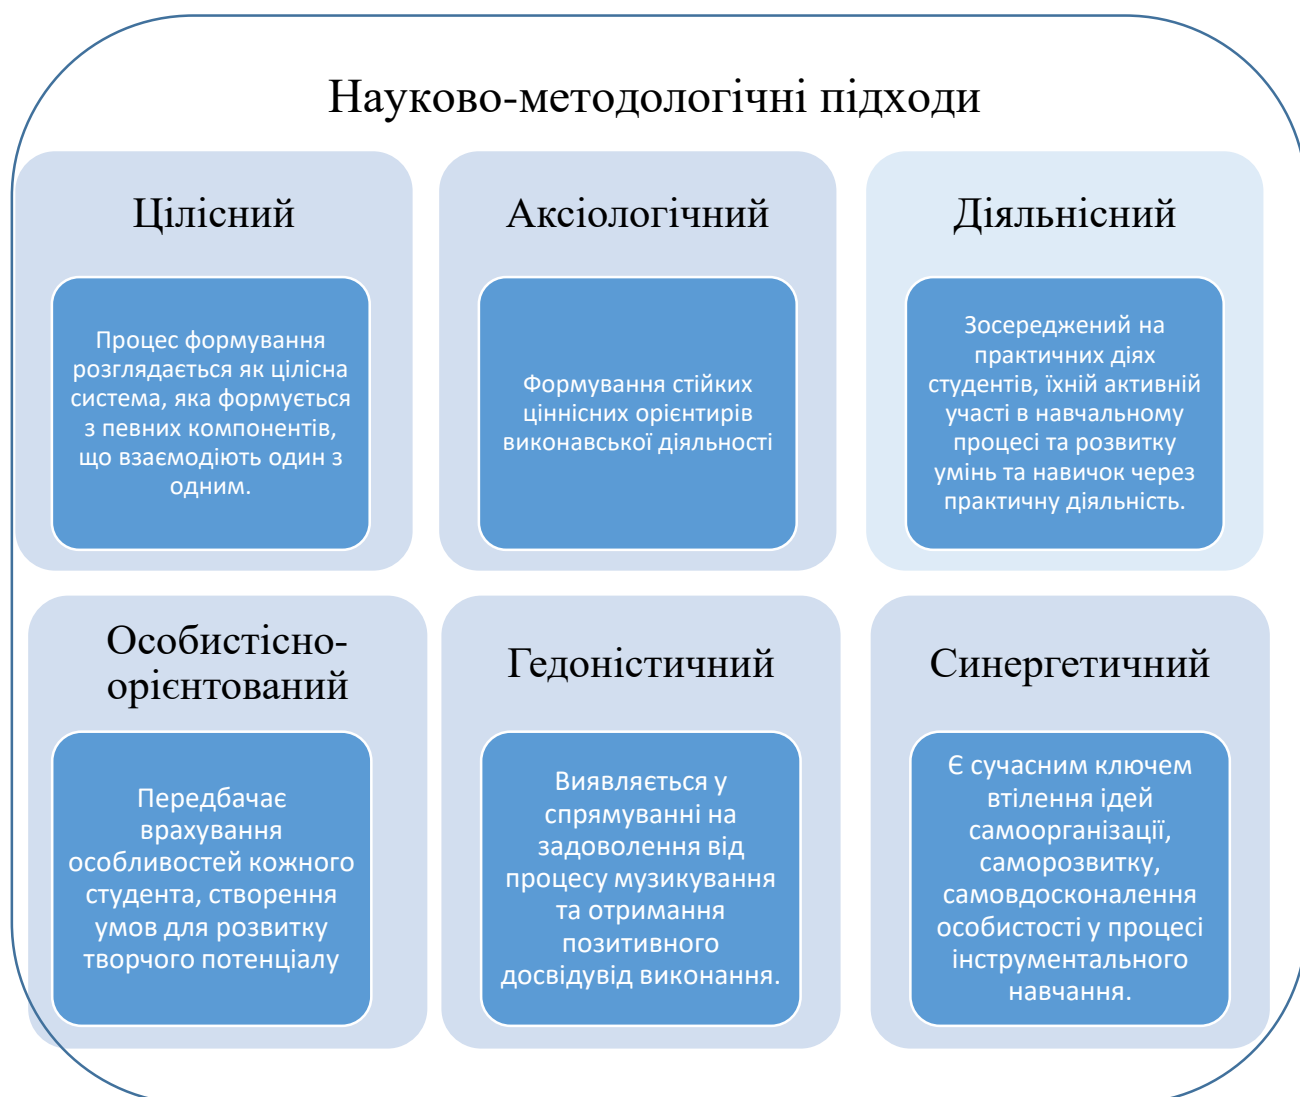 Науково-методологічні підходи
Цілісний
Процес формування
розглядається як цілісна
система, яка формується
з певних компонентів,
що взаємодіють один з
одним.
Аксіологічний
Формування стійких
ціннісних орієнтирів
виконавської діяльності
Діяльнісний
Зосереджений на
практичних діях
студентів, їхній активній
участі в навчальному
процесі та розвитку
умінь та навичок через
практичну діяльність.
Особистісно-
орієнтований
Передбачає
врахування
особливостей кожного
студента, створення
умов для розвитку
творчого потенціалу
Гедоністичний
Виявляється у
спрямуванні на
задоволення від
процесу музикування
та отримання
позитивного
досвідувід виконання.
Синергетичний
Є сучасним ключем
втілення ідей
самоорганізації,
саморозвитку,
самовдосконалення
особистості у процесі
інструментального
навчання.